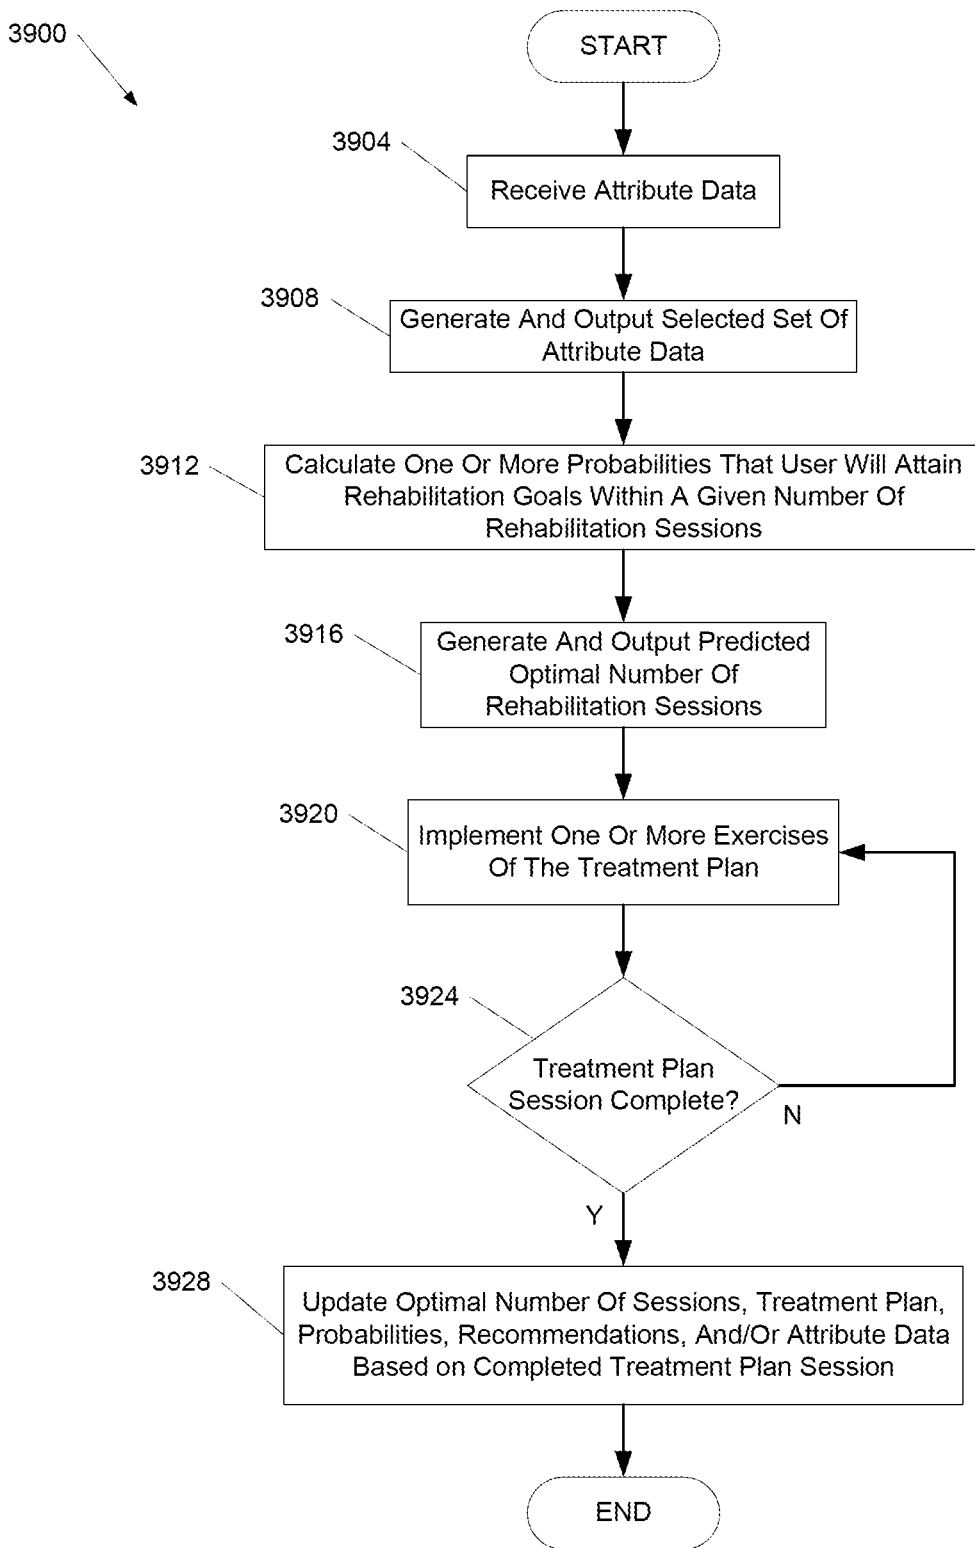 3900
START
3904
Receive Attribute Data
3908
Generate And Output Selected Set Of
Attribute Data
3912
Calculate One Or More Probabilities That User Will Attain
Rehabilitation Goals Within A Given Number Of
Rehabilitation Sessions
3916
Generate And Output Predicted
Optimal Number Of
Rehabilitation Sessions
3920
Implement One Or More Exercises
Of The Treatment Plan
3924
Treatment Plan
Session Complete?
N
Y
3928
Update Optimal Number Of Sessions, Treatment Plan,
Probabilities, Recommendations, And/Or Attribute Data
Based on Completed Treatment Plan Session
END